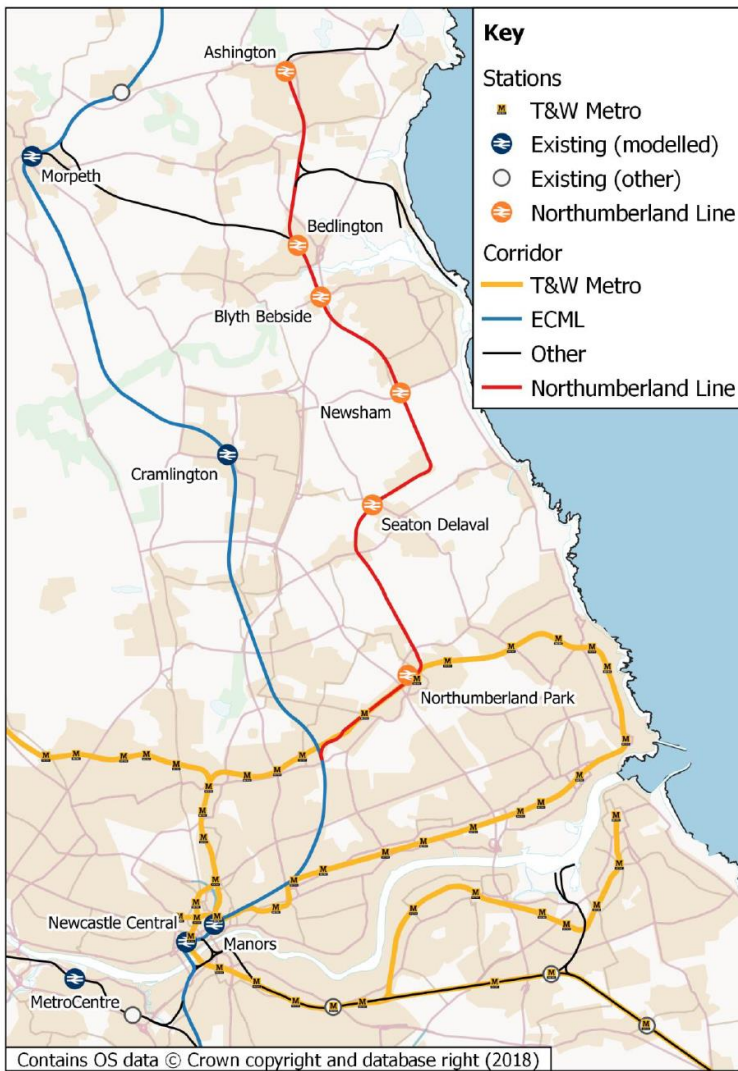 Key
Stations
T&W Metro
Existing (modelled)
Existing (other)
Northumberland Line
Corridor
T&W Metro
ECML
Other
Northumberland Line
Ashington
Morpeth
Bedlington
Blyth Bebside
Newsham
Cramlington
Seaton Delaval
Northumberland Park
Newcastle Central
Manors
MetroCentre
Contains OS data © Crown copyright and database right (2018)